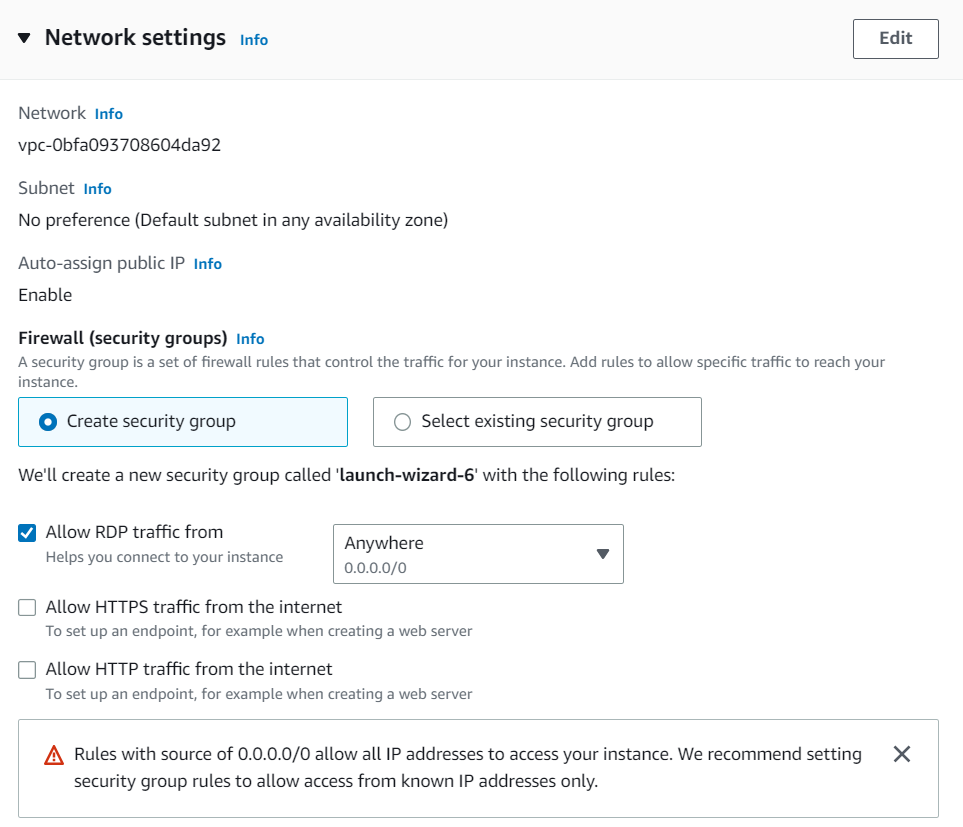 Network settings Info
Edit
Network Info
vpc-0bfa093708604da92
Subnet Info
No preference (Default subnet in any availability zone)
Auto-assign public IP Info
Enable
Firewall (security groups) Info
A security group is a set of firewall rules that control the traffic for your instance. Add rules to allow specific traffic to reach your
instance.
Create security group
Select existing security group
We'll create a new security group called 'launch-wizard-6' with the following rules:
Allow RDP traffic from
Helps you connect to your instance
Anywhere
0.0.0.0/0
Allow HTTPS traffic from the internet
To set up an endpoint, for example when creating a web server
Allow HTTP traffic from the internet
To set up an endpoint, for example when creating a web server
Rules with source of 0.0.0.0/0 allow all IP addresses to access your instance. We recommend setting
security group rules to allow access from known IP addresses only.